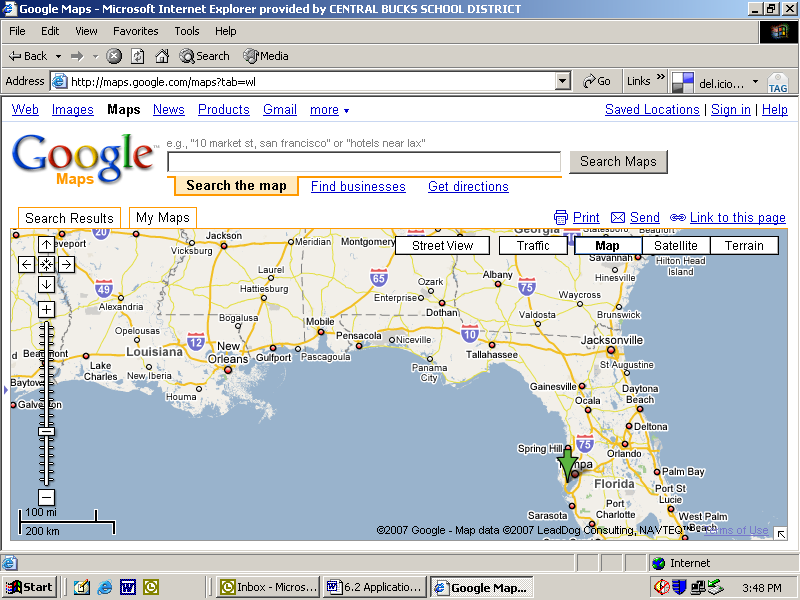 Google Maps - Microsoft Internet Explorer provided by CENTRAL BUCKS SCHOOL DISTRICT
File Edit View Favorites Tools Help
Back Search Media
Address http://maps.google.com/maps?tab=wl Go Links » del.icio... TAG
Web Images Maps News Products Gmail more ▾ Saved Locations | Sign in | Help
Google Maps
e.g., "10 market st, san francisco" or "hotels near lax"
Search Maps
Search the map Find businesses Get directions
Search Results My Maps Print Send Link to this page
Street View Traffic Map Satellite Terrain
20
eveport
Vicksburg
Jackson
Meridian
Montgomery
Georgia
Statesboro
Beaufort
Savannah
Hilton Head
Island
Hinesville
Laurel
Hattiesburg
65
49
Alexandria
Ozark
Enterprise
Dothan
Albany
75
Waycross
Valdosta
Brunswick
Bogalusa
Opelousas
12
Mobile
Pensacola
Niceville
10
Tallahassee
Jacksonville
d
Beaumont
Louisiana
New
Orleans
Gulfport
Pascagoula
Panama
City
St Augustine
Lake
Charles
New Iberia
Houma
Baytow
Galveston
Gainesville
Ocala
Daytona
Beach
Deltona
Spring Hill
75
Orlando
Tampa
Palm Bay
Florida
Port St
Lucie
Sarasota
Port
Charlotte
West Palm
Beach
100 mi
200 km
©2007 Google - Map data ©2007 LeadDog Consulting, NAVTEQ™ - Terms of Use
Internet
Start Inbox - Micros... 6.2 Applicatio... Google Map... 3:48 PM